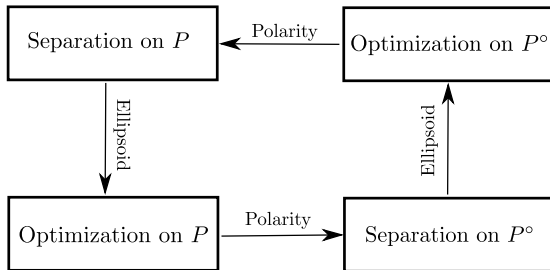 Separation on P
Polarity
Optimization on P°
Ellipsoid
Ellipsoid
Optimization on P
Polarity
Separation on P°